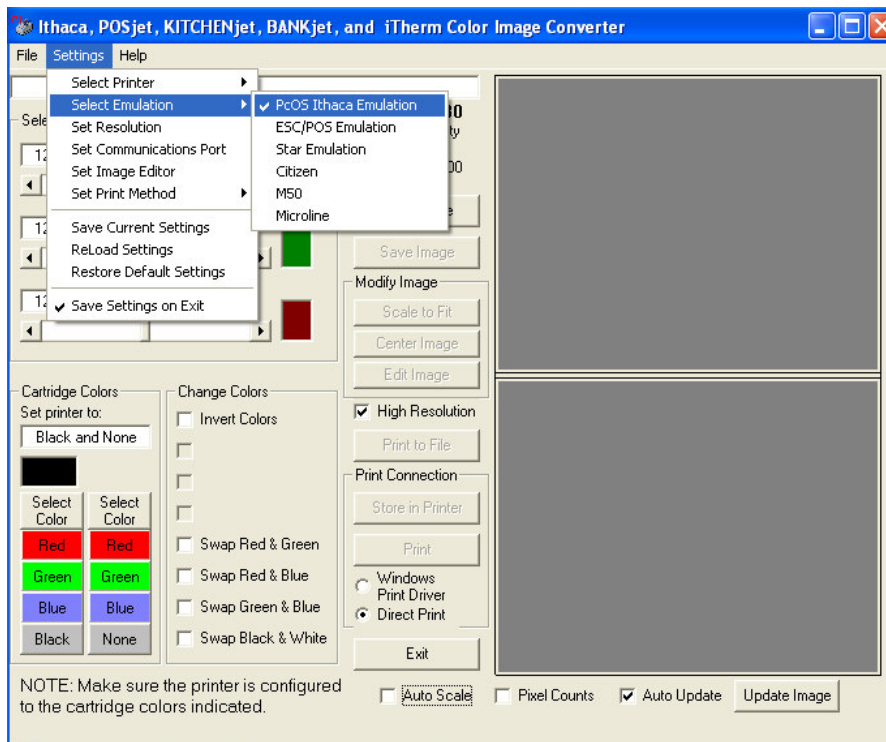 Ithaca, POSjet, KITCHENjet, BANKjet, and iTherm Color Image Converter
File Settings Help
Select Printer
Select Emulation
Set Resolution
Set Communications Port
Set Image Editor
Set Print Method
Save Current Settings
ReLoad Settings
Restore Default Settings
Save Settings on Exit
PcOS Ithaca Emulation
ESC/POS Emulation
Star Emulation
Citizen
M50
Microline
Save Image
Modify Image
Scale to Fit
Center Image
Edit Image
High Resolution
Print to File
Print Connection
Store in Printer
Print
Windows
Print Driver
Direct Print
Exit
Cartridge Colors
Set printer to:
Black and None
Select Color
Select Color
Red Red
Green Green
Blue Blue
Black None
Change Colors
Invert Colors
Swap Red & Green
Swap Red & Blue
Swap Green & Blue
Swap Black & White
NOTE: Make sure the printer is configured
to the cartridge colors indicated.
Auto Scale Pixel Counts Auto Update Update Image